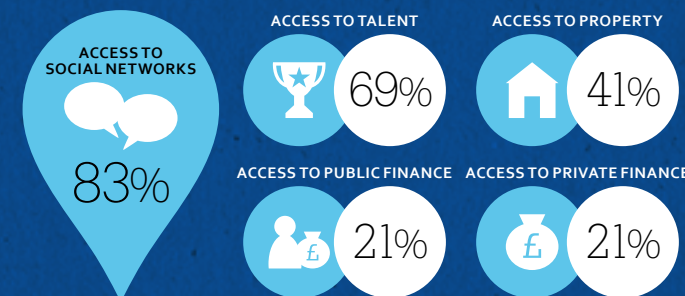 ACCESS TO
SOCIAL NETWORKS
83%
ACCESS TO TALENT
69%
ACCESS TO PROPERTY
41%
ACCESS TO PUBLIC FINANCE
£
21%
ACCESS TO PRIVATE FINANCE
£
21%